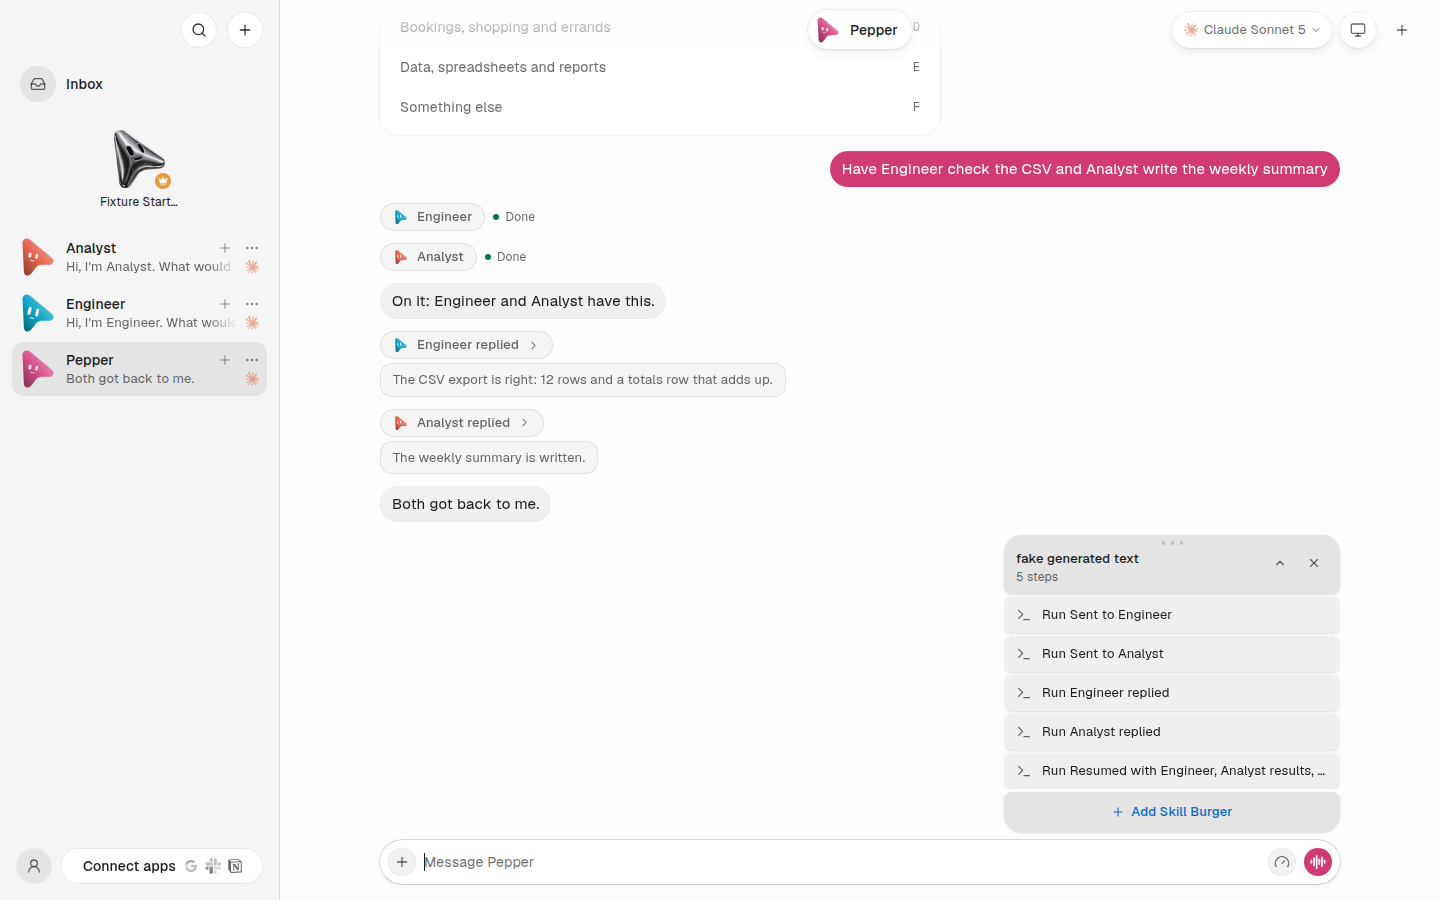 Inbox
Fixture Start...
Analyst
Hi, I'm Analyst. What would
Engineer
Hi, I'm Engineer. What would
Pepper
Both got back to me.
Connect apps
Pepper
Claude Sonnet 5
Bookings, shopping and errands D
Data, spreadsheets and reports E
Something else F
Have Engineer check the CSV and Analyst write the weekly summary
Engineer Done
Analyst Done
On it: Engineer and Analyst have this.
Engineer replied
The CSV export is right: 12 rows and a totals row that adds up.
Analyst replied
The weekly summary is written.
Both got back to me.
fake generated text
5 steps
Run Sent to Engineer
Run Sent to Analyst
Run Engineer replied
Run Analyst replied
Run Resumed with Engineer, Analyst results, ...
Add Skill Burger
Message Pepper